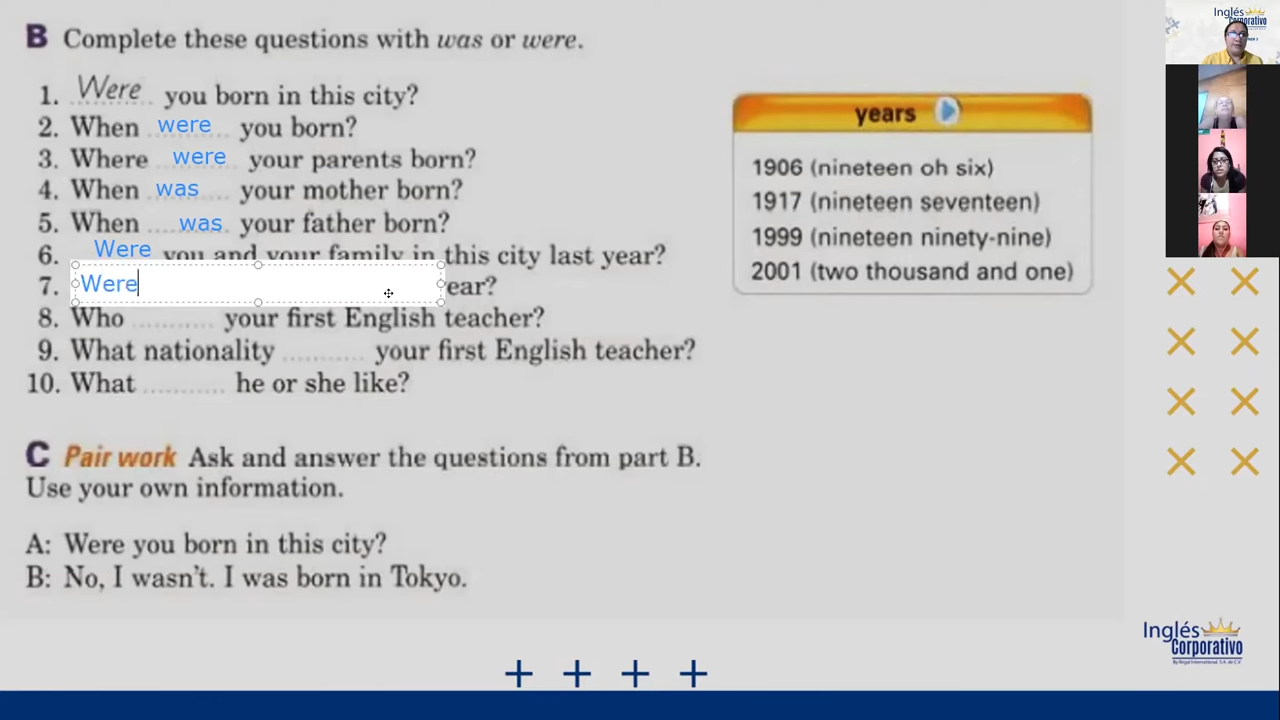 B Complete these questions with was or were.
1. Were you born in this city?
2. When were you born?
3. Where were your parents born?
4. When was your mother born?
5. When was your father born?
6. Were you and your family in this city last year?
7. Were ear?
8. Who .......... your first English teacher?
9. What nationality .......... your first English teacher?
10. What .......... he or she like?
years
1906 (nineteen oh six)
1917 (nineteen seventeen)
1999 (nineteen ninety-nine)
2001 (two thousand and one)
C Pair work Ask and answer the questions from part B.
Use your own information.
A: Were you born in this city?
B: No, I wasn't. I was born in Tokyo.
Inglés
Corporativo
Inglés
Corporativo
By Regal International, S.A. de C.V.